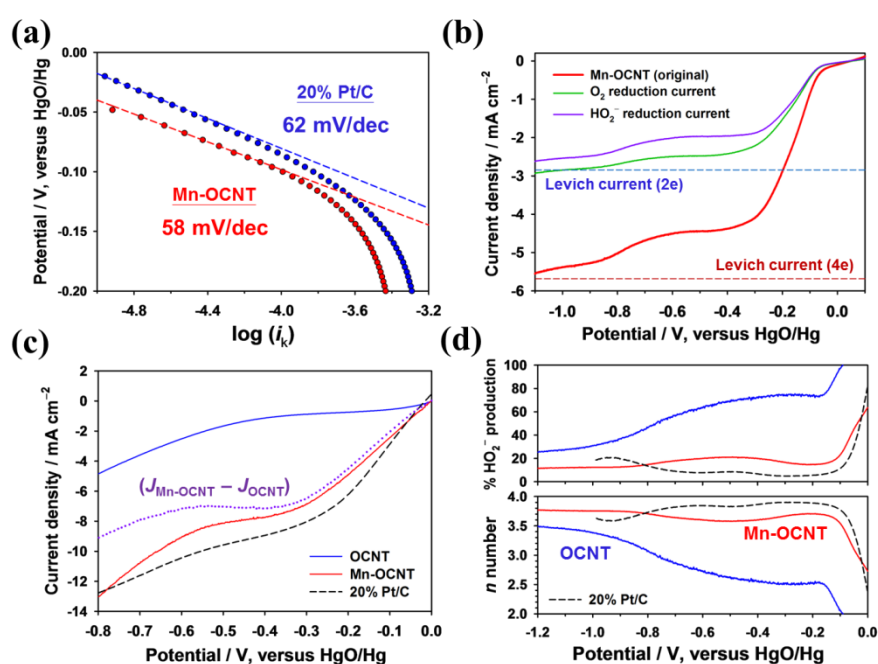 (a)
Potential / V, versus HgO/Hg
0.00
-0.05
-0.10
-0.15
-0.20
20% Pt/C
62 mV/dec
Mn-OCNT
58 mV/dec
-4.8 -4.4 -4.0 -3.6 -3.2
log (iₖ)
(b)
Current density / mA cm⁻²
0
-1
-2
-3
-4
-5
-6
Mn-OCNT (original)
O₂ reduction current
HO₂⁻ reduction current
Levich current (2e)
Levich current (4e)
-1.0 -0.8 -0.6 -0.4 -0.2 0.0
Potential / V, versus HgO/Hg
(c)
Current density / mA cm⁻²
2
0
-2
-4
-6
-8
-10
-12
-14
(J_Mn-OCNT – J_OCNT)
OCNT
Mn-OCNT
20% Pt/C
-0.8 -0.7 -0.6 -0.5 -0.4 -0.3 -0.2 -0.1 0.0
Potential / V, versus HgO/Hg
(d)
% HO₂⁻ production
100
80
60
40
20
0
n number
4.0
3.5
3.0
2.5
2.0
OCNT
Mn-OCNT
20% Pt/C
-1.2 -1.0 -0.8 -0.6 -0.4 -0.2 0.0
Potential / V, versus HgO/Hg